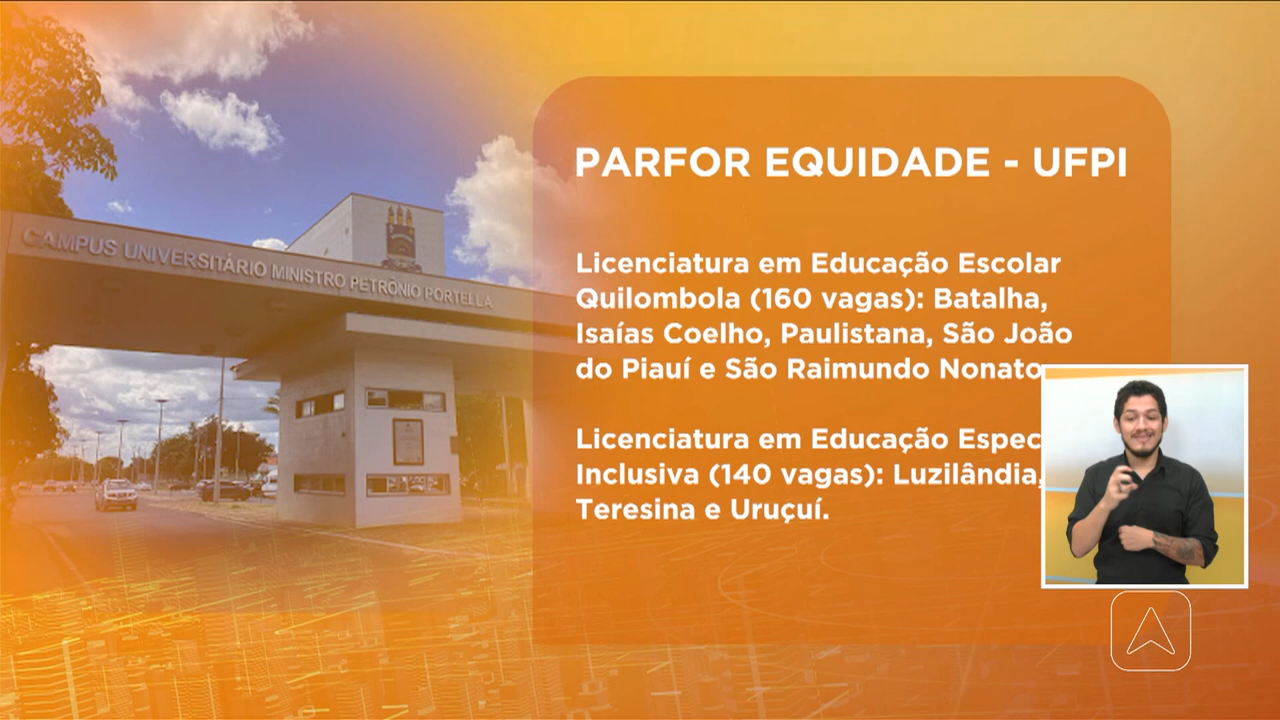 PARFOR EQUIDADE - UFPI
CAMPUS UNIVERSITÁRIO MINISTRO PETRÔNIO PORTELLA
Licenciatura em Educação Escolar
Quilombola (160 vagas): Batalha,
Isaías Coelho, Paulistana, São João
do Piauí e São Raimundo Nonato
Licenciatura em Educação Espec
Inclusiva (140 vagas): Luzilândia,
Teresina e Uruçuí.